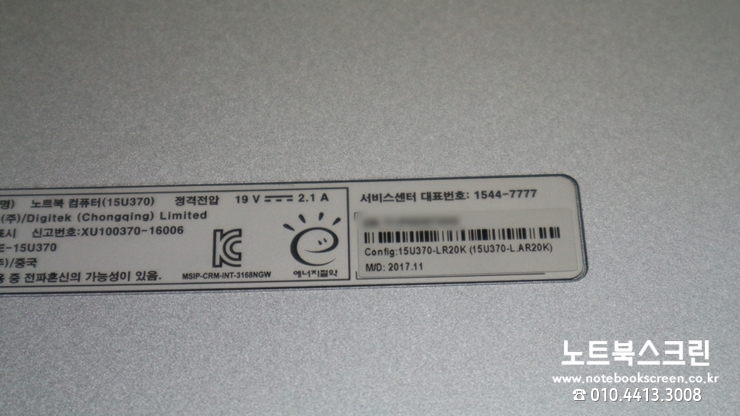 명) 노트북 컴퓨터(15U370) 정격전압 19 V 2.1 A
(주)/Digitek (Chongqing) Limited
표시 신고번호:XU100370-16006
E-15U370
)/중국
용 중 전파혼신의 가능성이 있음.
MSIP-CRM-INT-3168NGW
에너지절약
서비스센터 대표번호: 1544-7777
Config:15U370-LR20K (15U370-L.AR20K)
M/D: 2017.11
노트북스크린
www.notebookscreen.co.kr
☎ 010.4413.3008